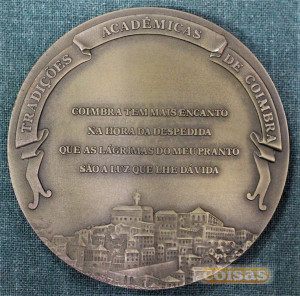 TRADIÇÕES ACADÉMICAS DE COIMBRA
COIMBRA TEM MAIS ENCANTO
NA HORA DA DESPEDIDA
QUE AS LÁGRIMAS DO MEU PRANTO
SÃO A LUZ QUE LHE DÁ VIDA
coisas